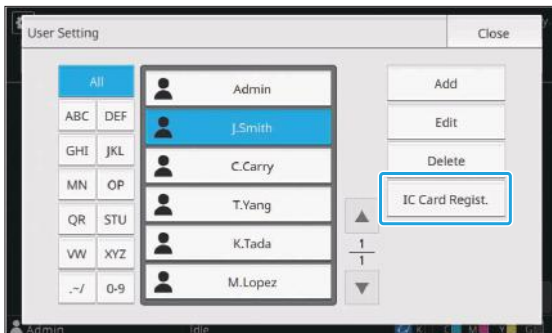 User Setting
Close
All
ABC DEF
GHI JKL
MN OP
QR STU
VW XYZ
.~/ 0-9
Admin
J.Smith
C.Carry
T.Yang
K.Tada
M.Lopez
Add
Edit
Delete
IC Card Regist.
1
1
Admin
Idle